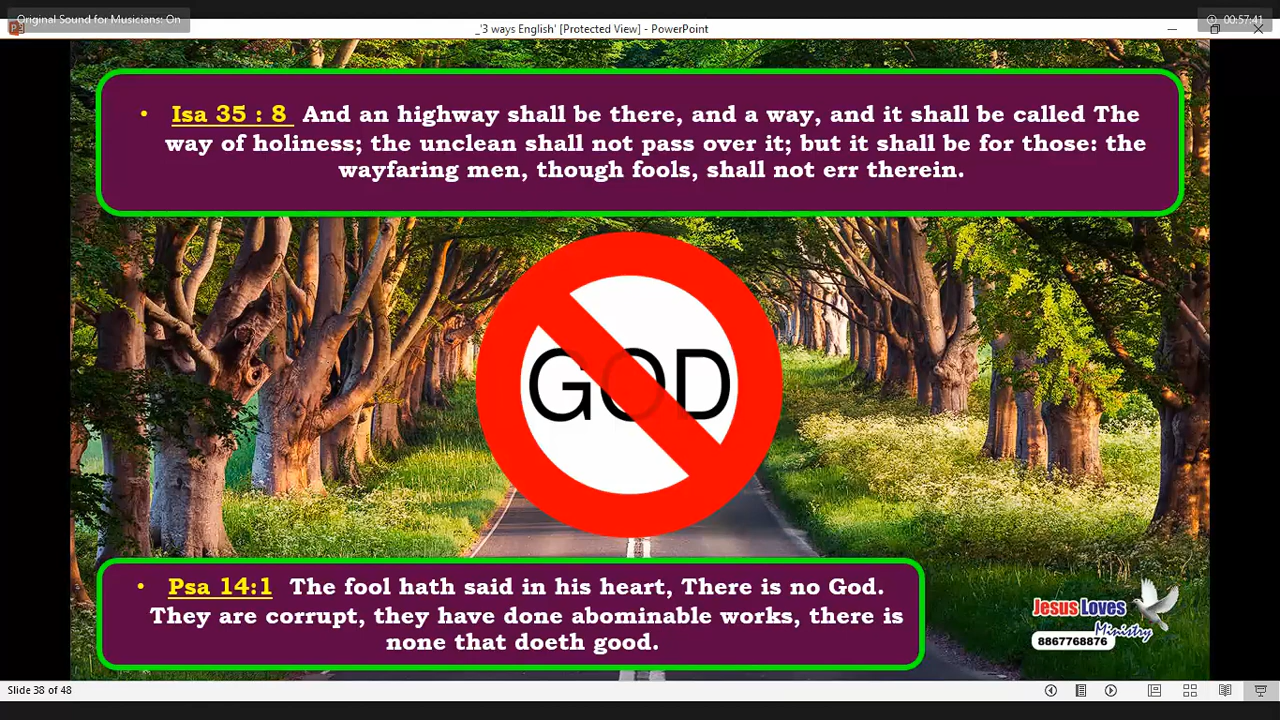 Original Sound for Musicians: On
00:57:41
_'3 ways English' [Protected View] - PowerPoint
• Isa 35 : 8 And an highway shall be there, and a way, and it shall be called The
way of holiness; the unclean shall not pass over it; but it shall be for those: the
wayfaring men, though fools, shall not err therein.
GOD
• Psa 14:1 The fool hath said in his heart, There is no God.
They are corrupt, they have done abominable works, there is
none that doeth good.
Jesus Loves
Ministry
8867768876
Slide 38 of 48